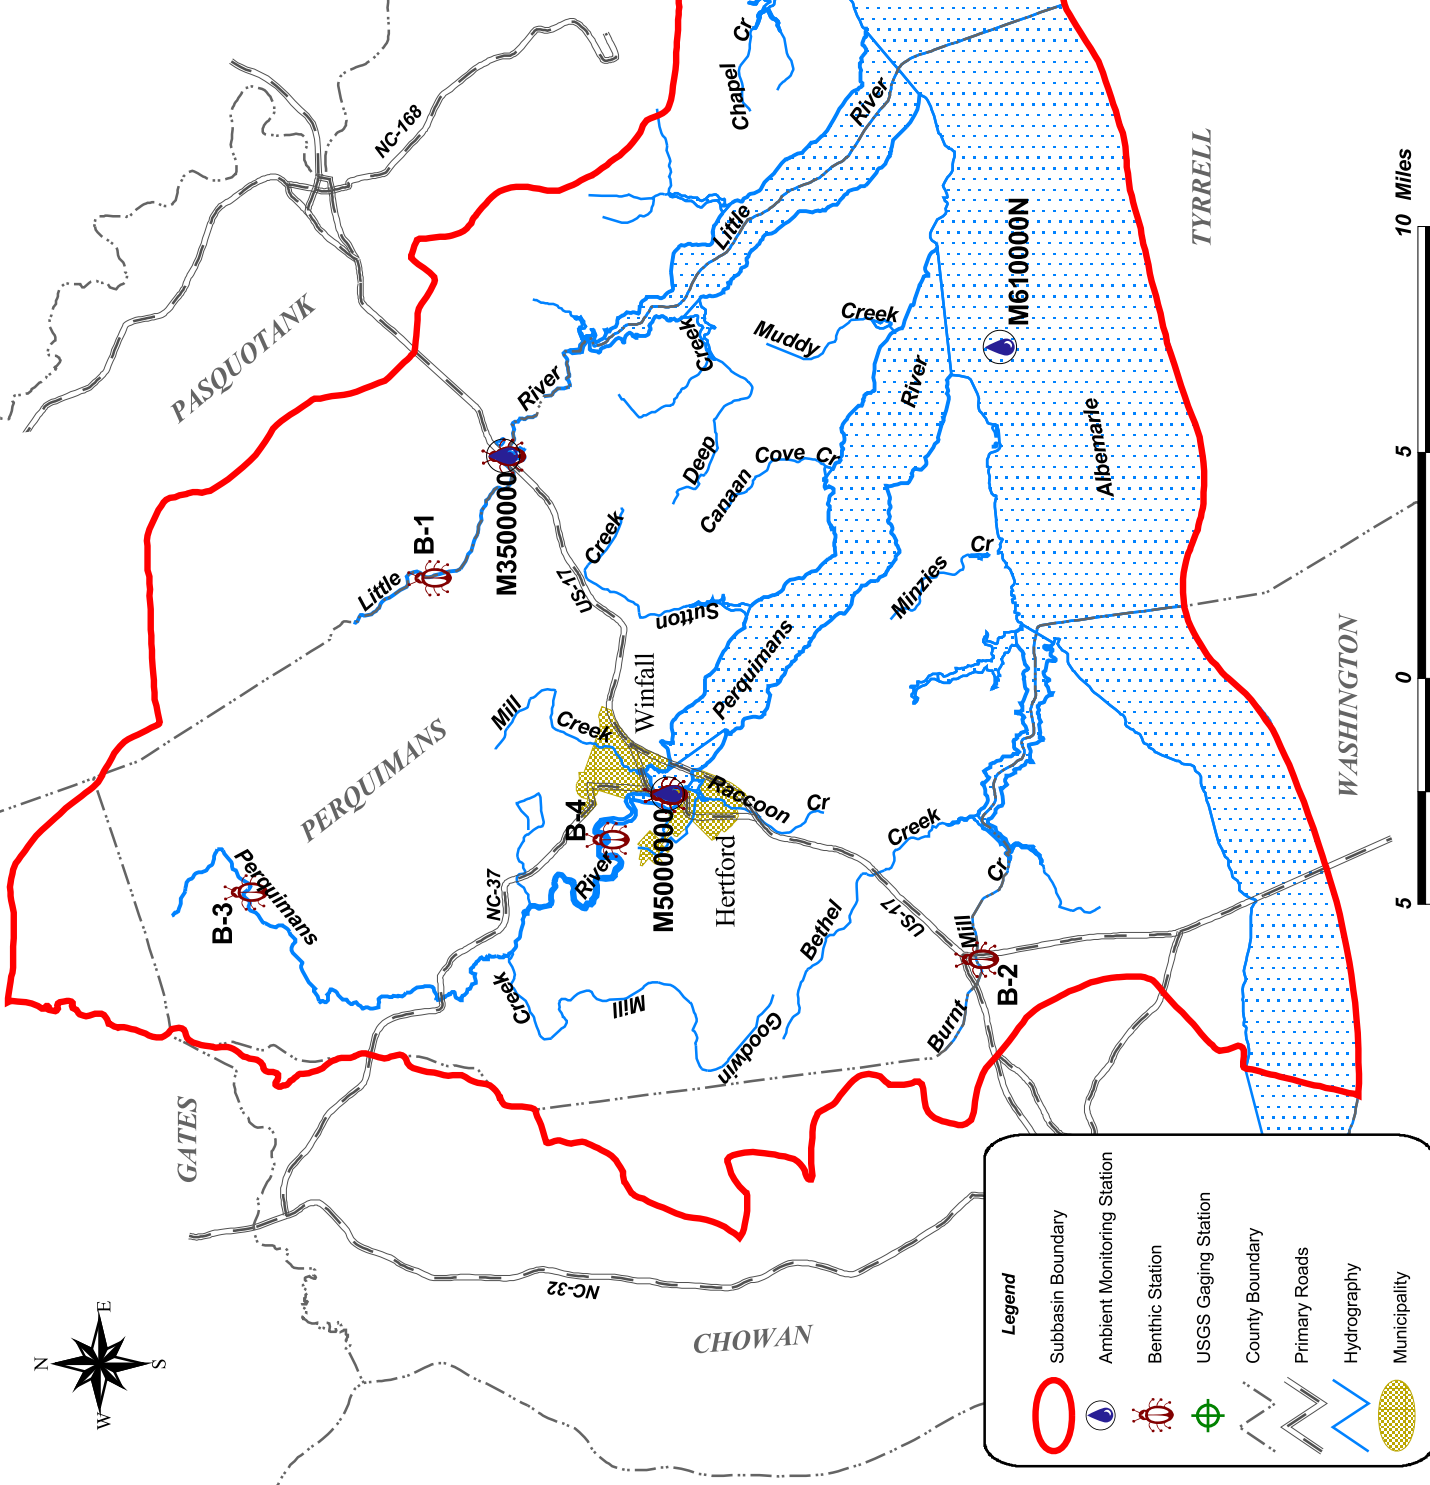 N
E
S
W
NC-168
PASQUOTANK
PERQUIMANS
GATES
CHOWAN
TYRRELL
WASHINGTON
Chapel Cr
Little River
Little River
B-1
M3500000
M610000N
Muddy Creek
Deep Creek
Canaan Cove Cr
Sutton Creek
US-17
Perquimans River
Albemarle
Minzies Cr
Winfall
Mill Creek
B-4
River
M5000000
Hertford
Raccoon Cr
NC-37
B-3
Perquimans
Goodwin Mill Creek
Bethel Creek
US-17
Burnt Mill Cr
B-2
NC-32
5 0 5 10 Miles
Legend
Subbasin Boundary
Ambient Monitoring Station
Benthic Station
USGS Gaging Station
County Boundary
Primary Roads
Hydrography
Municipality